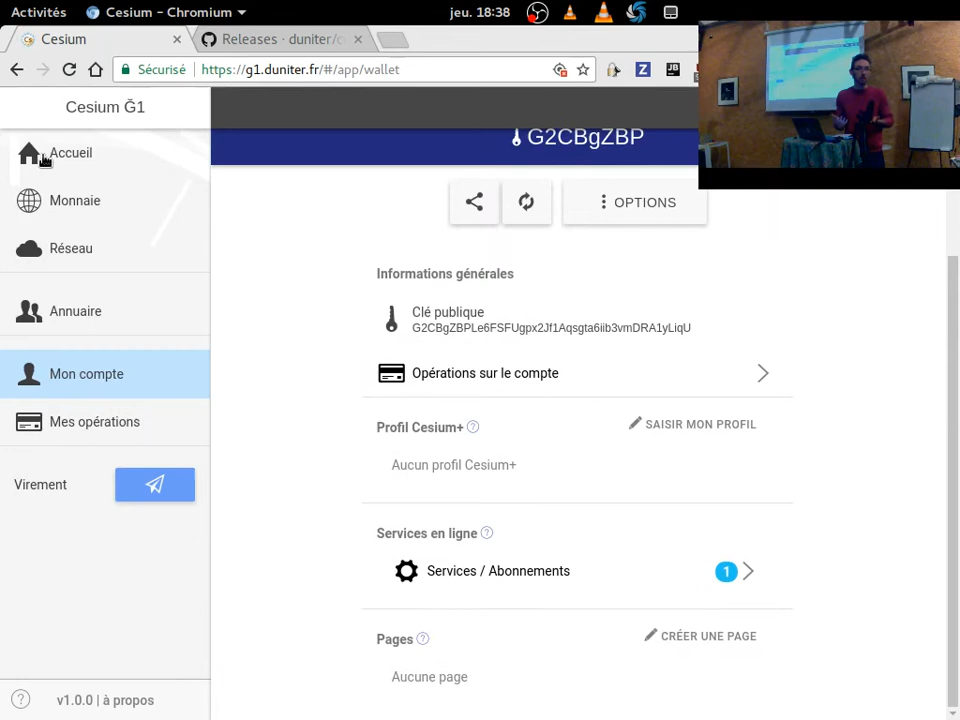 Activités
Cesium – Chromium
jeu. 18:38
Cesium
Releases · duniter/c
Sécurisé
https://g1.duniter.fr/#/app/wallet
Cesium Ğ1
Accueil
Monnaie
Réseau
Annuaire
Mon compte
Mes opérations
Virement
v1.0.0 | à propos
G2CBgZBP
OPTIONS
Informations générales
Clé publique
G2CBgZBPLe6FSFUgpx2Jf1Aqsgta6iib3vmDRA1yLiqU
Opérations sur le compte
Profil Cesium+
SAISIR MON PROFIL
Aucun profil Cesium+
Services en ligne
Services / Abonnements
1
Pages
CRÉER UNE PAGE
Aucune page